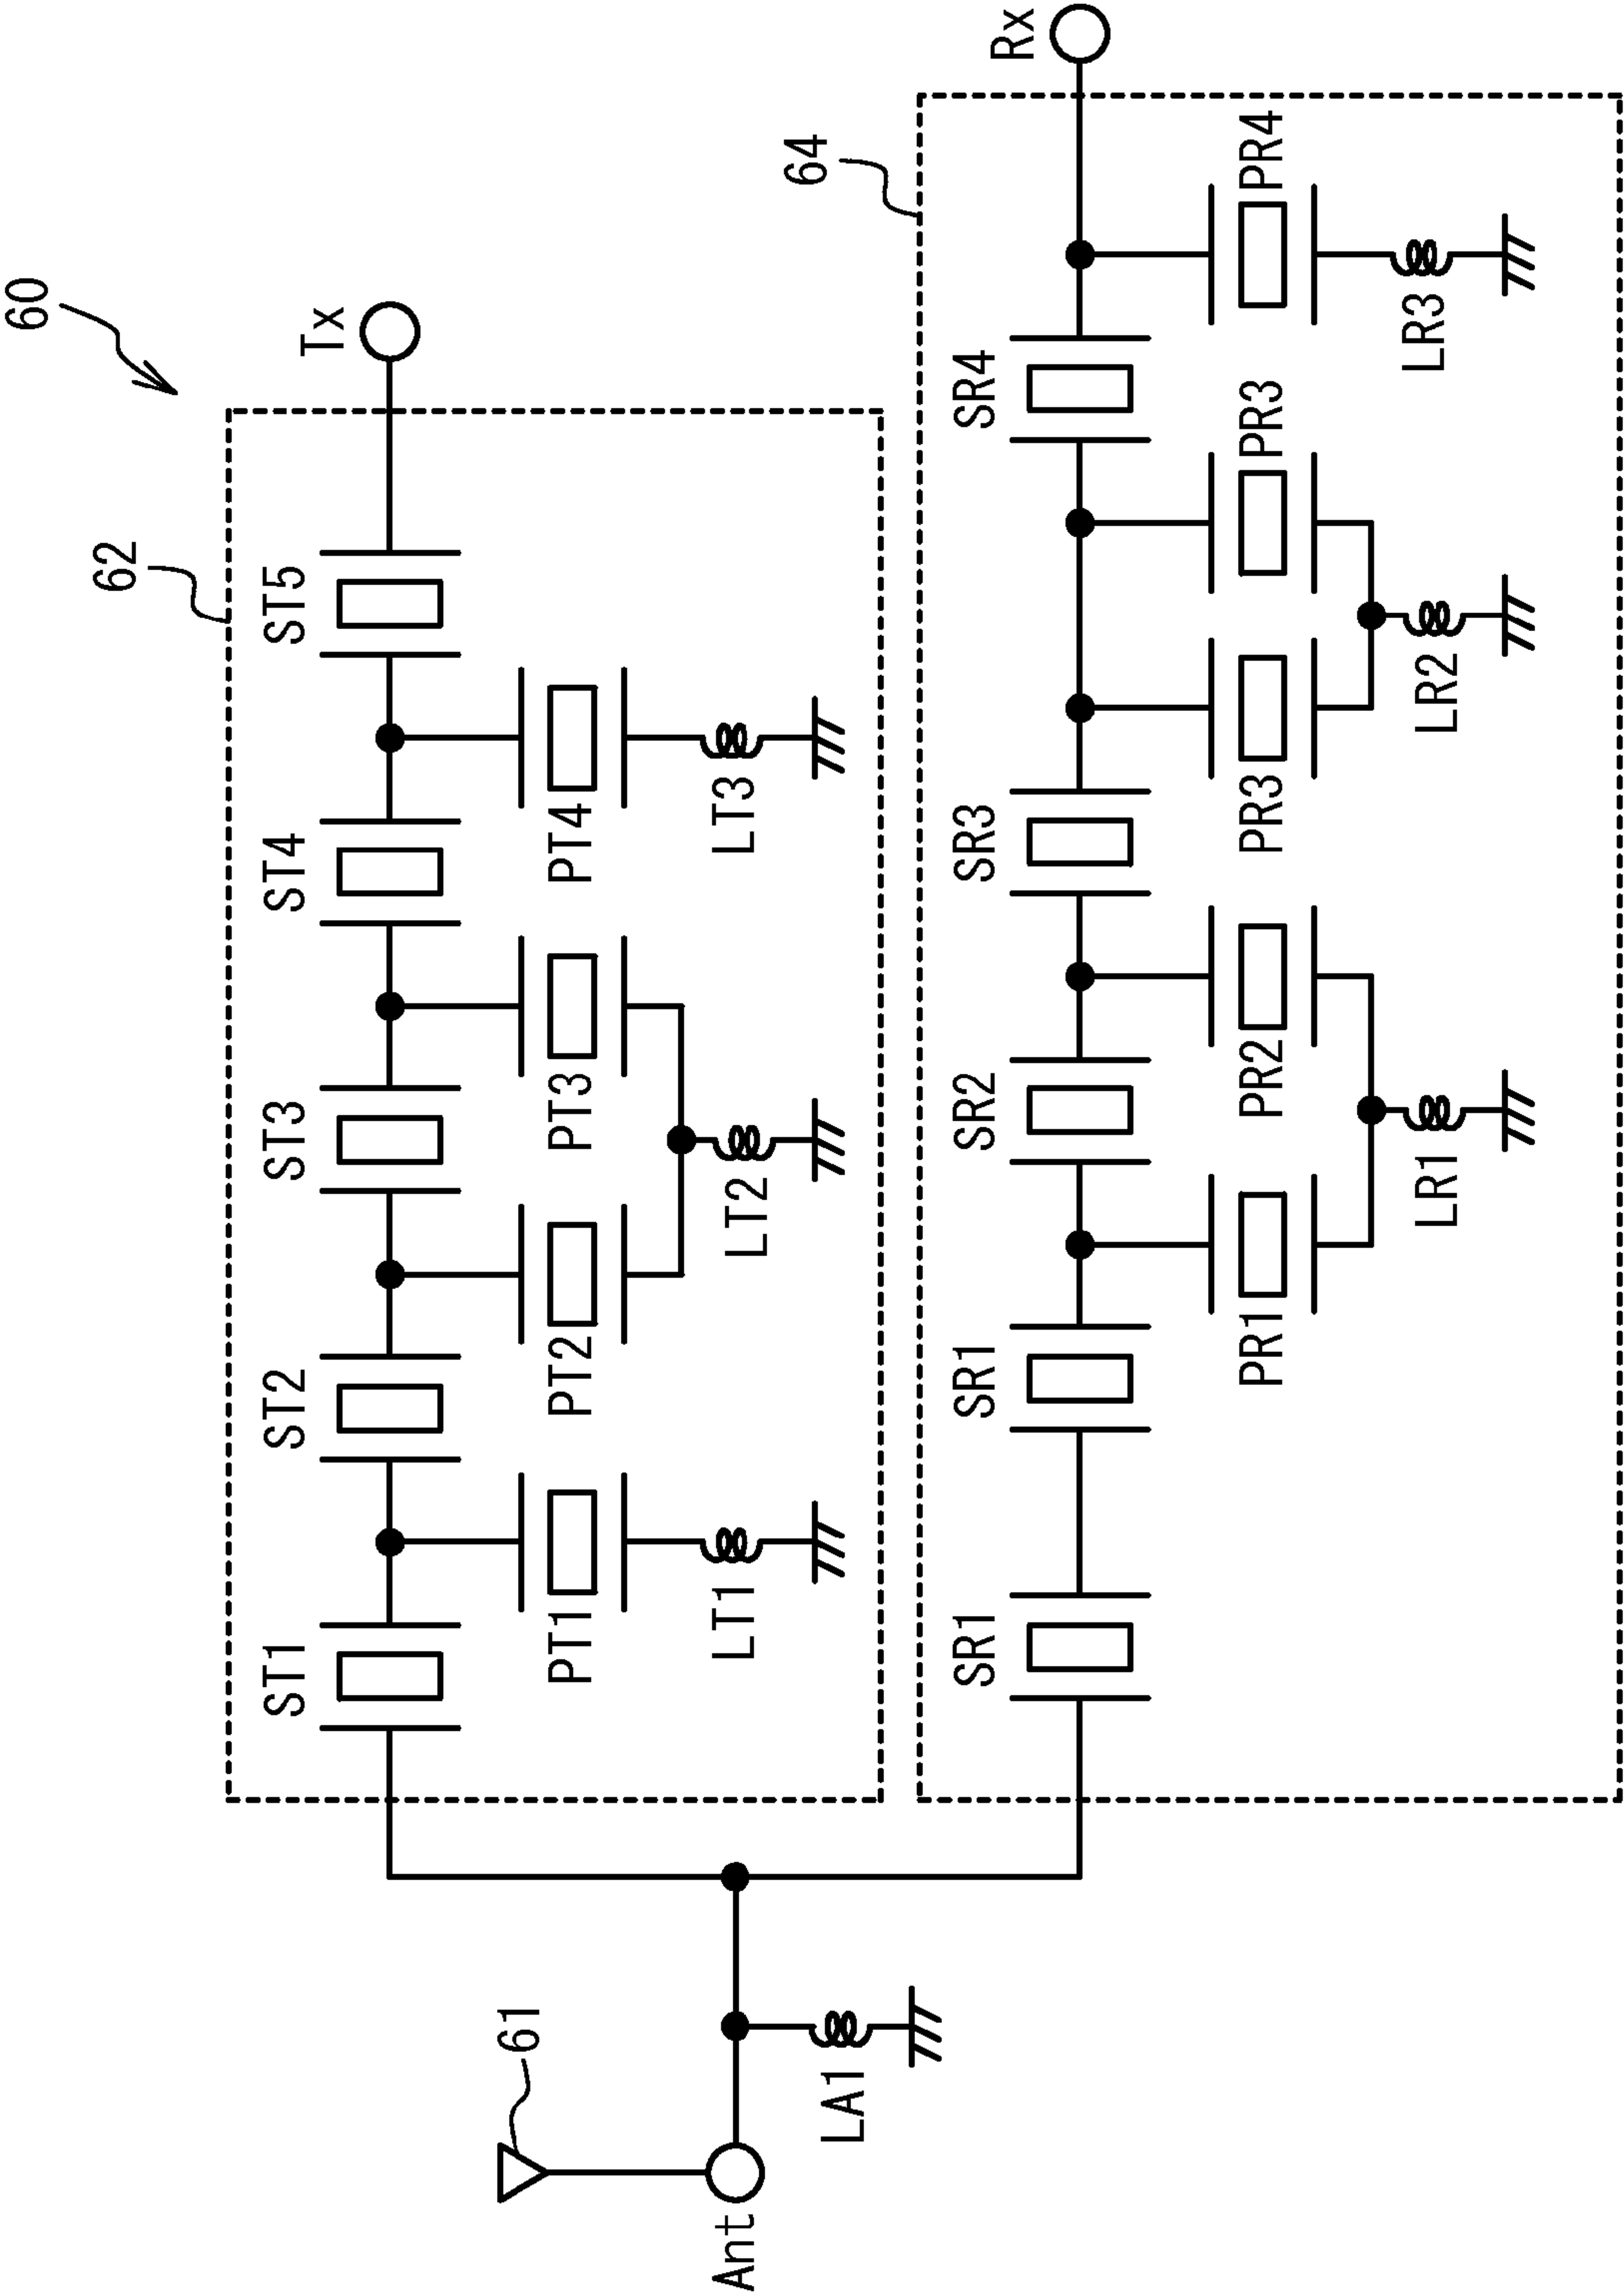 60
Tx
62
ST1
ST2
ST3
ST4
ST5
PT1
PT2
PT3
PT4
LT1
LT2
LT3
61
Ant
LA1
64
Rx
SR1
SR1
SR2
SR3
SR4
PR1
PR2
PR3
PR3
PR4
LR1
LR2
LR3